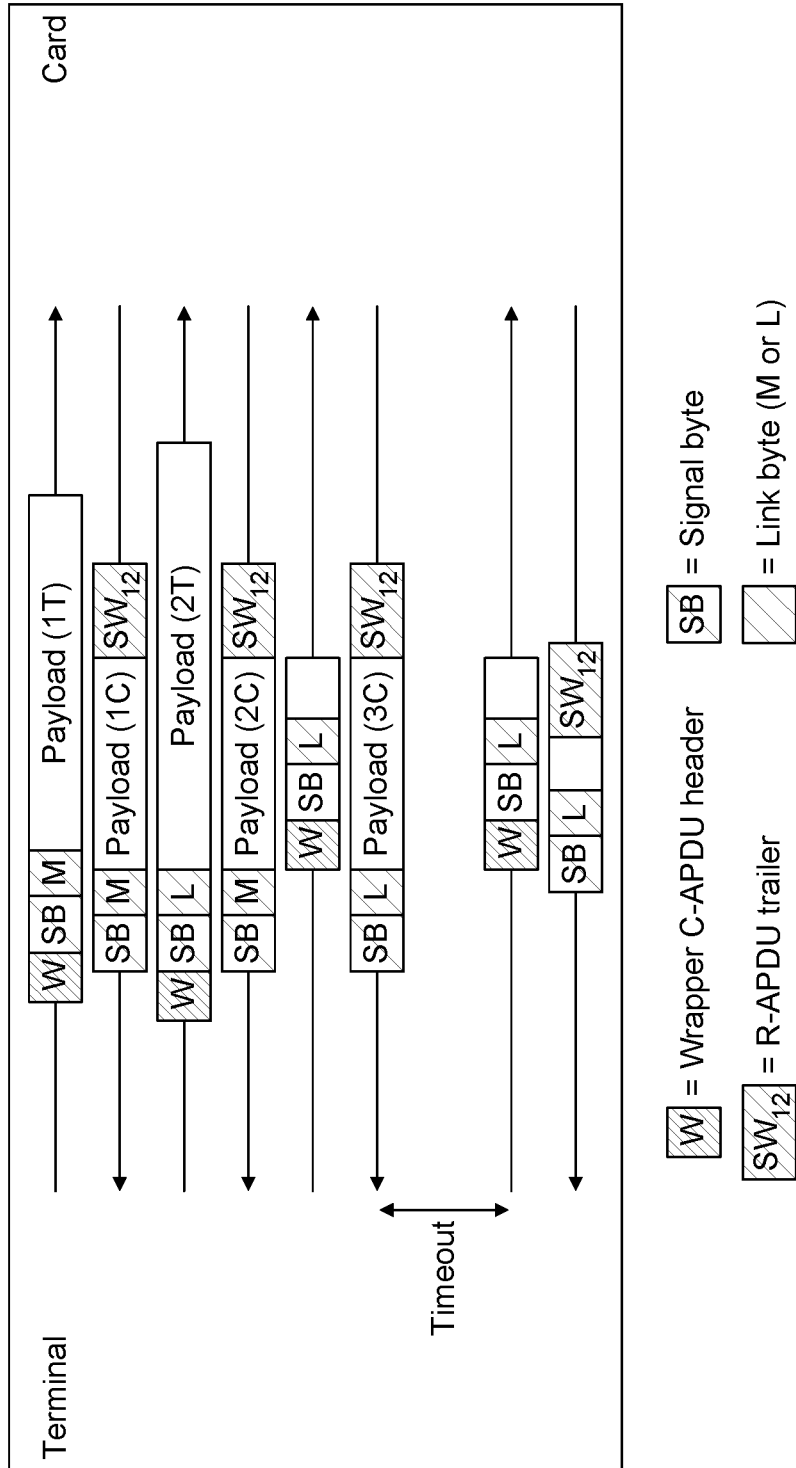 Terminal Card
W SB M Payload (1T)
SB M Payload (1C) SW12
W SB L Payload (2T)
SB M Payload (2C) SW12
W SB L
SB L Payload (3C) SW12
Timeout
W SB L
SB L SW12
W = Wrapper C-APDU header SB = Signal byte
SW12 = R-APDU trailer = Link byte (M or L)